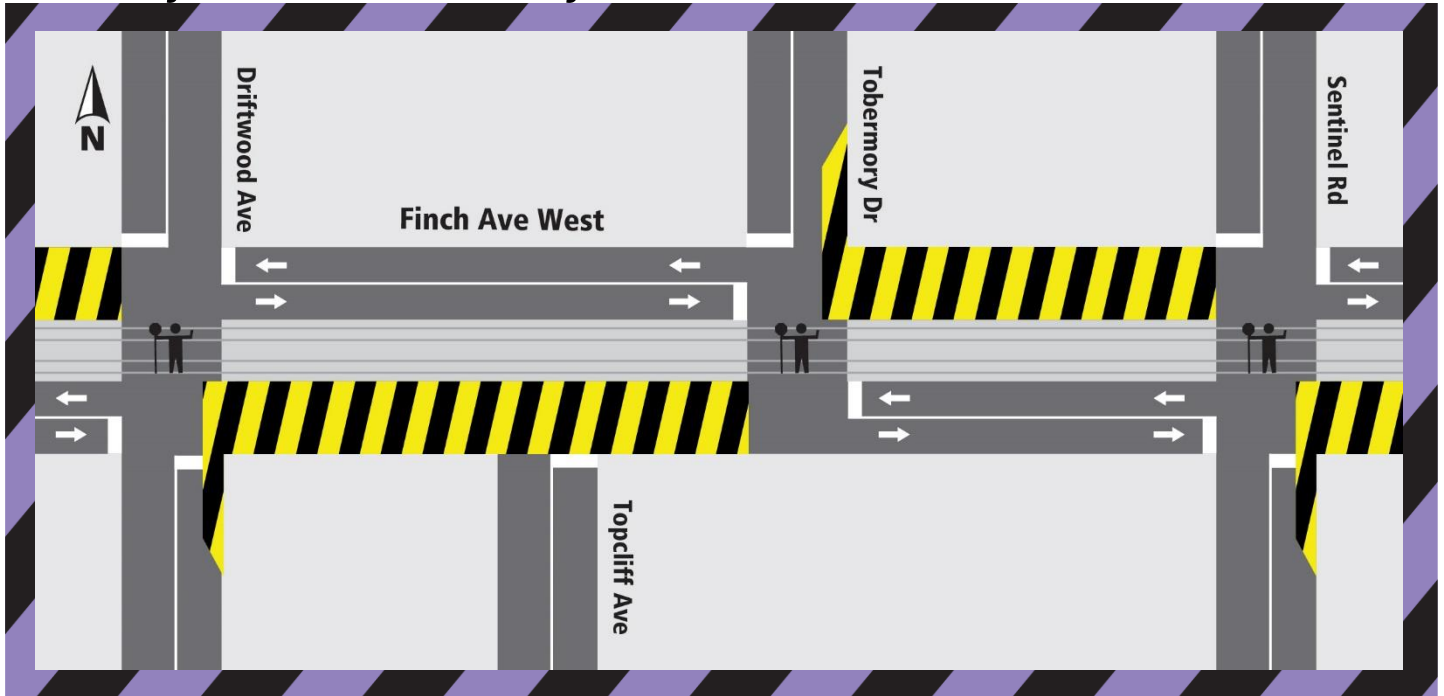 N
Driftwood Ave
Finch Ave West
Tobermory Dr
Sentinel Rd
Topcliff Ave